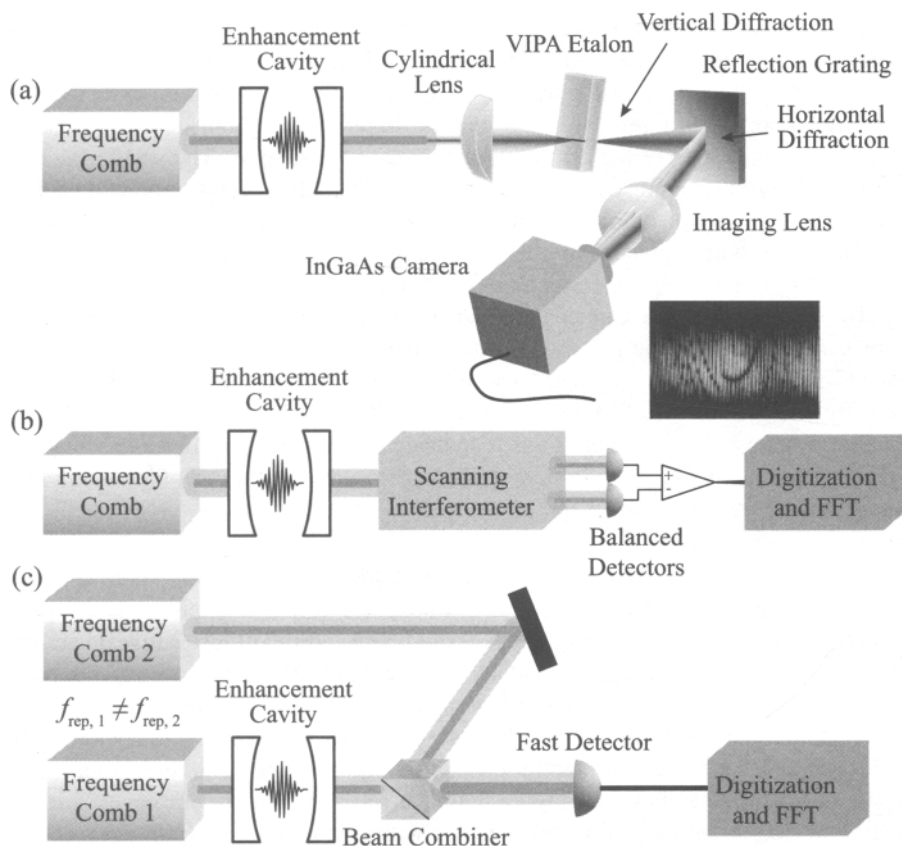 (a)
Enhancement
Cavity
Cylindrical
Lens
VIPA Etalon
Vertical Diffraction
Reflection Grating
Horizontal
Diffraction
Frequency
Comb
Imaging Lens
InGaAs Camera
(b)
Enhancement
Cavity
Frequency
Comb
Scanning
Interferometer
+
-
Balanced
Detectors
Digitization
and FFT
(c)
Frequency
Comb 2
f_rep, 1 ≠ f_rep, 2
Enhancement
Cavity
Frequency
Comb 1
Beam Combiner
Fast Detector
Digitization
and FFT